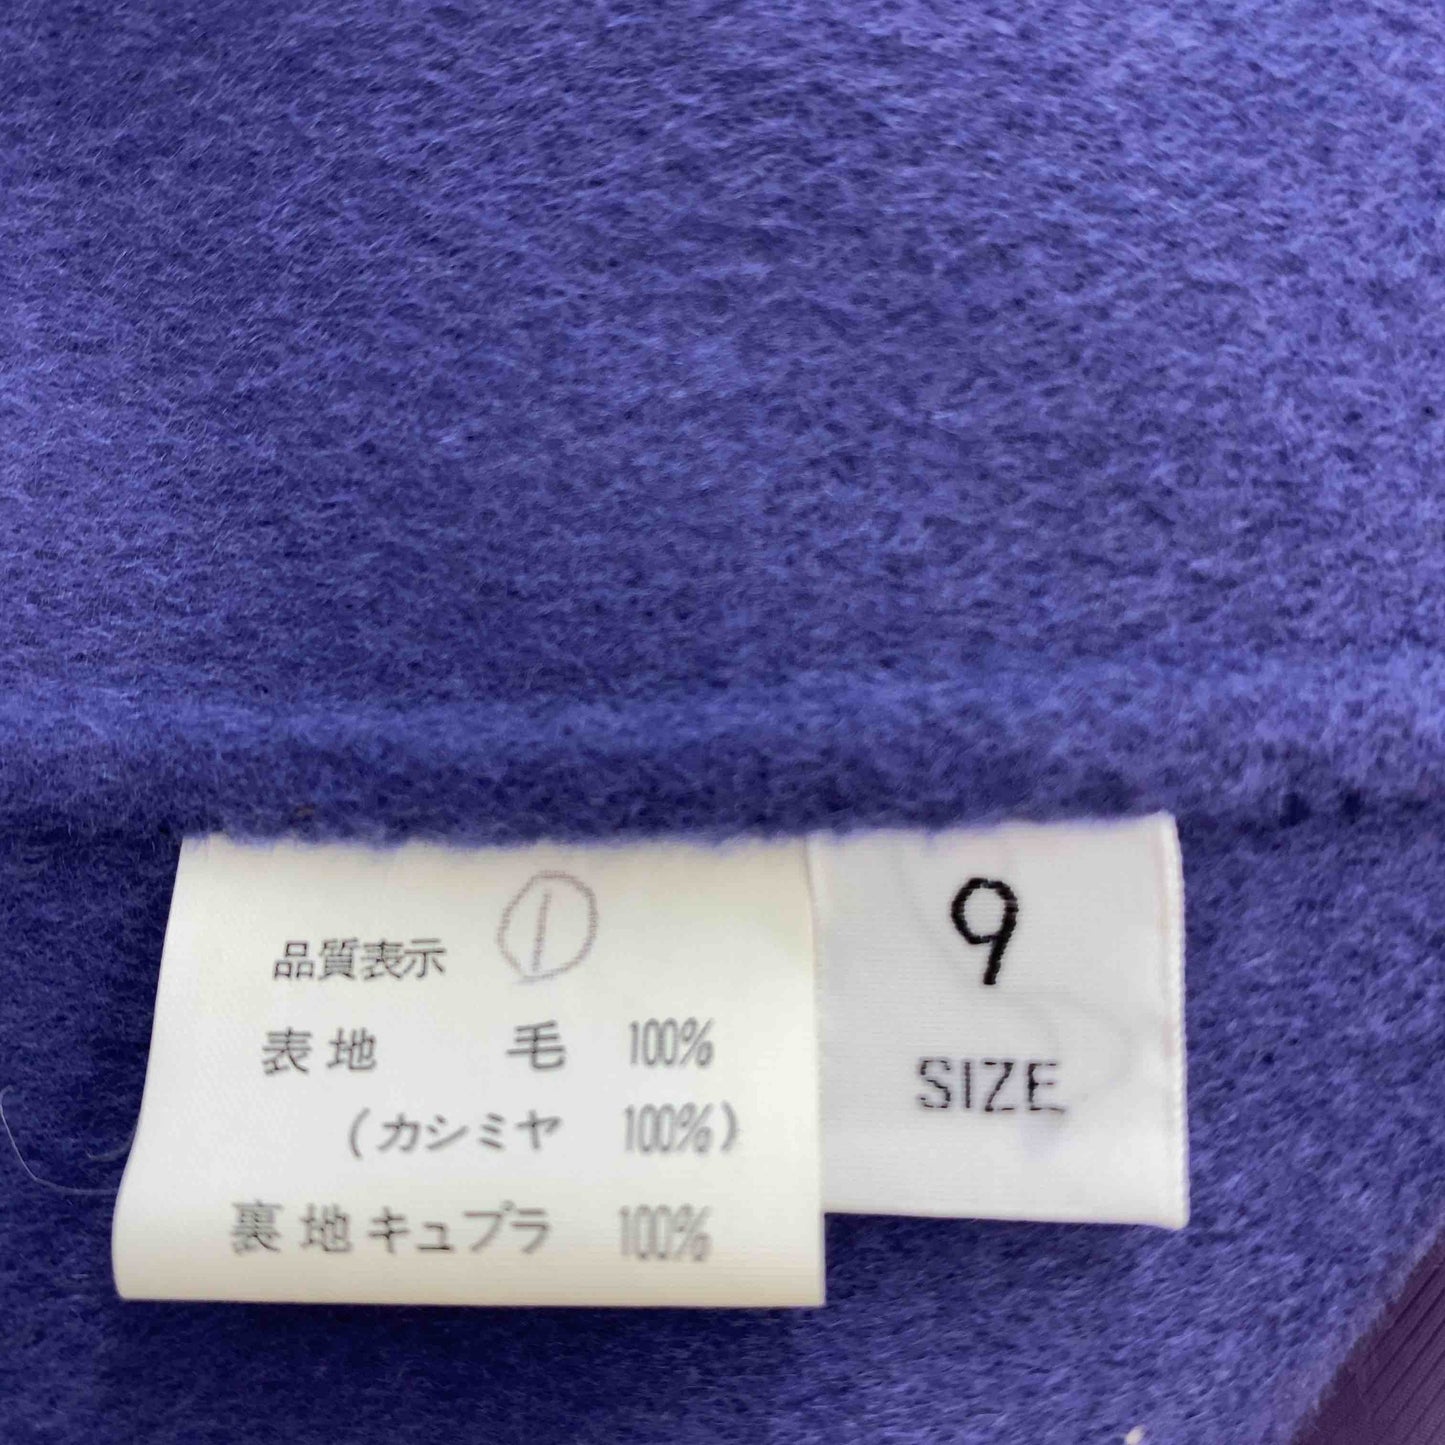 品質表示 ①
表地 毛 100%
(カシミヤ 100%)
裏地キュプラ 100%
9
SIZE